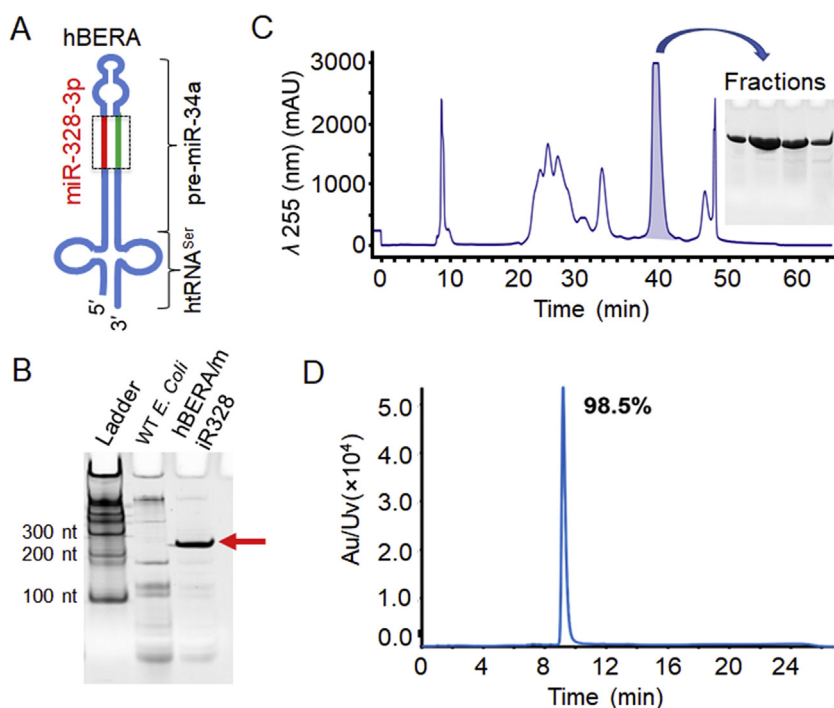 A
hBERA
miR-328-3p
pre-miR-34a
htRNA Ser
5'
3'
B
Ladder
WT E. Coli
hBERA/m
iR328
300 nt
200 nt
100 nt
C
λ 255 (nm) (mAU)
3000
2000
1000
0
0 10 20 30 40 50 60
Time (min)
Fractions
D
98.5%
Au/Uv(×10⁴)
5.0
4.0
3.0
2.0
1.0
0.0
0 4 8 12 16 20 24
Time (min)